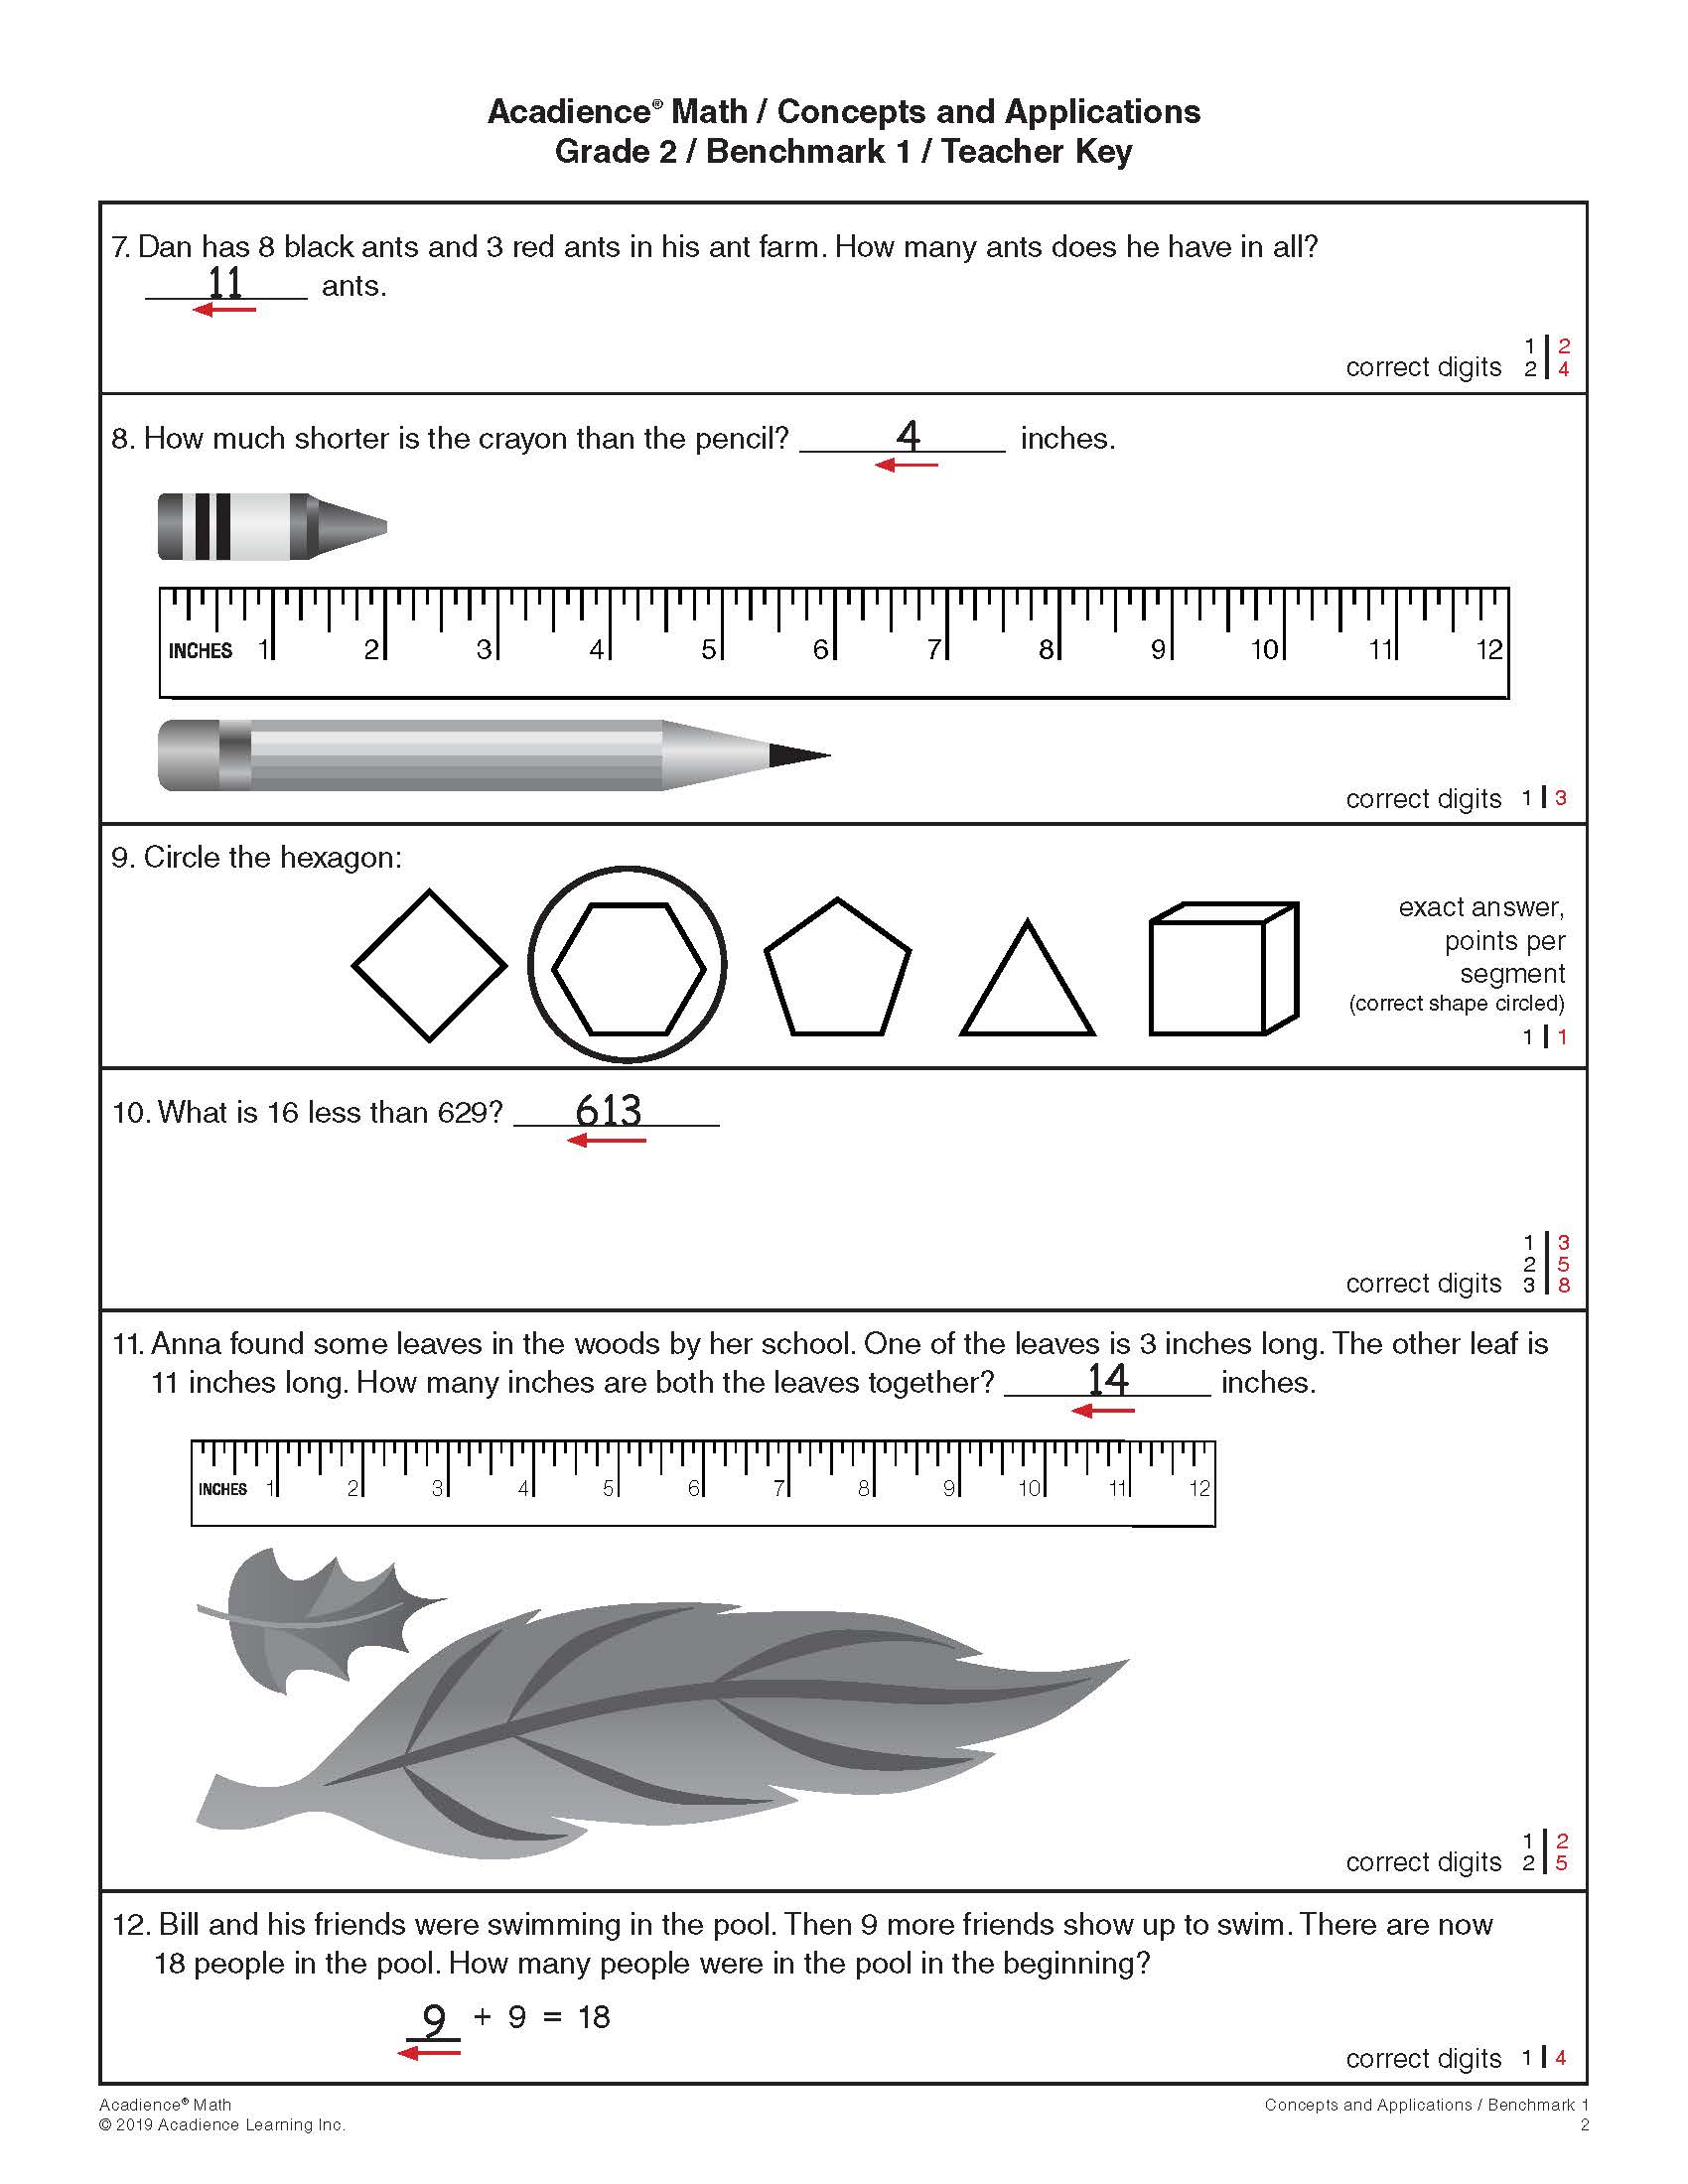 Acadience® Math / Concepts and Applications
Grade 2 / Benchmark 1 / Teacher Key
7. Dan has 8 black ants and 3 red ants in his ant farm. How many ants does he have in all?
11 ants.
1 2
correct digits 2 4
8. How much shorter is the crayon than the pencil? 4 inches.
INCHES 1 2 3 4 5 6 7 8 9 10 11 12
correct digits 1 3
9. Circle the hexagon:
exact answer,
points per
segment
(correct shape circled)
1 1
10. What is 16 less than 629? 613
1 3
2 5
correct digits 3 8
11. Anna found some leaves in the woods by her school. One of the leaves is 3 inches long. The other leaf is
11 inches long. How many inches are both the leaves together? 14 inches.
INCHES 1 2 3 4 5 6 7 8 9 10 11 12
1 2
correct digits 2 5
12. Bill and his friends were swimming in the pool. Then 9 more friends show up to swim. There are now
18 people in the pool. How many people were in the pool in the beginning?
9 + 9 = 18
correct digits 1 4
Acadience® Math Concepts and Applications / Benchmark 1
© 2019 Acadience Learning Inc. 2